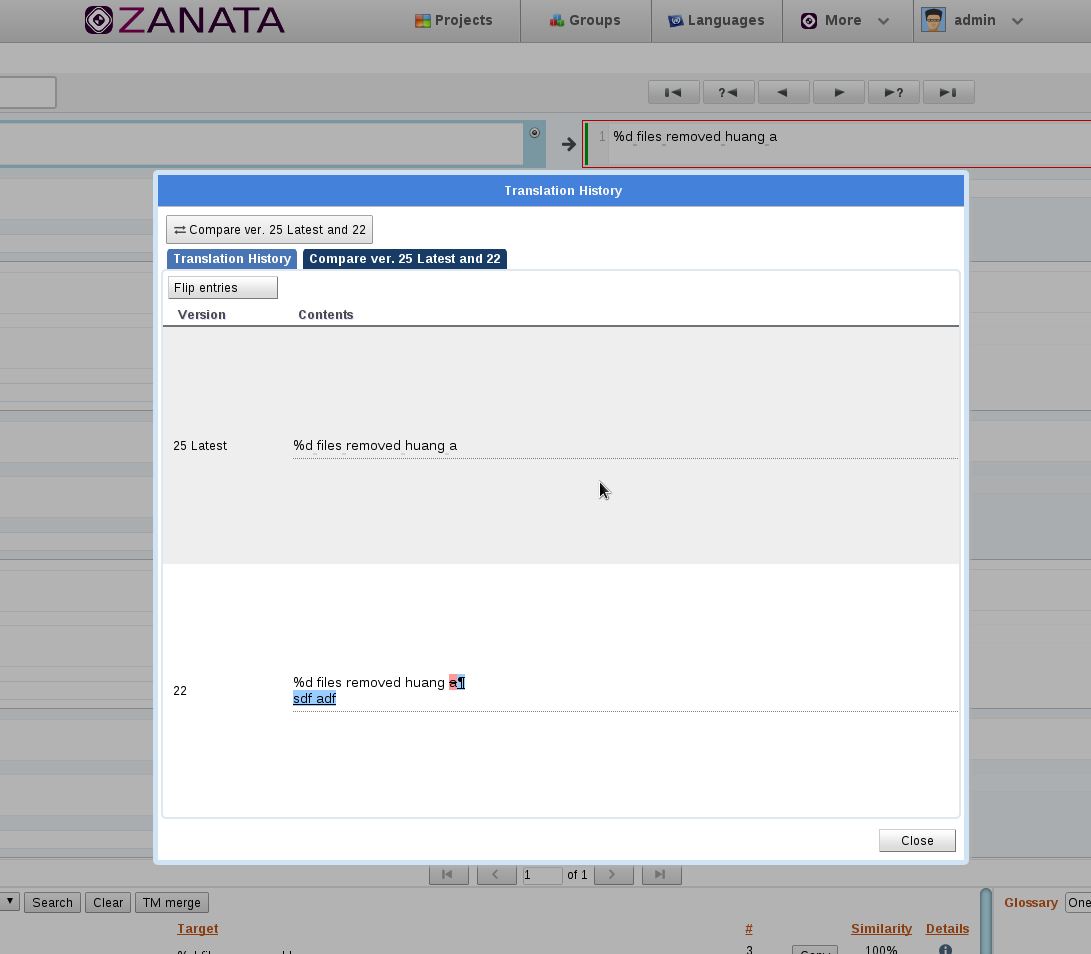 ZANATA
Projects
Groups
Languages
More
admin
?
?
1 %d files removed huang a
Translation History
Compare ver. 25 Latest and 22
Translation History
Compare ver. 25 Latest and 22
Flip entries
Version Contents
25 Latest %d files removed huang a
22 %d files removed huang a¶
sdf adf
Close
1 of 1
Search Clear TM merge
Glossary One
Target # Similarity Details
3 Copy 100%